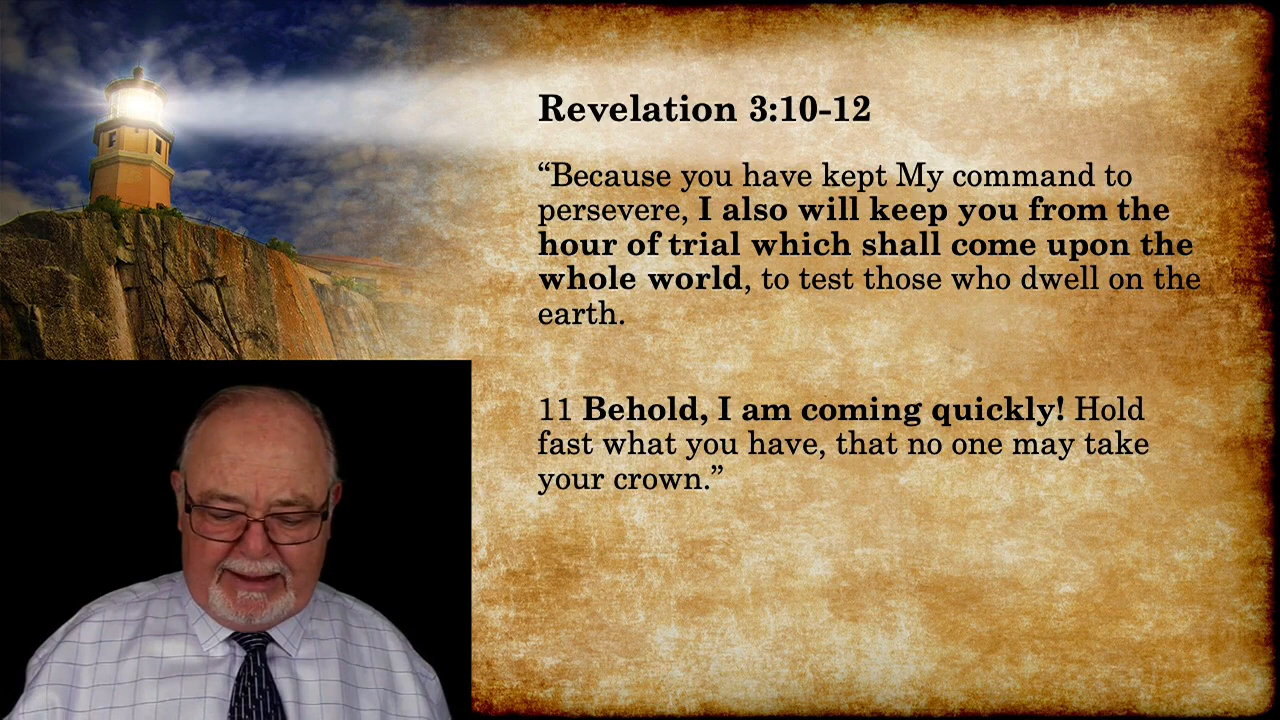 Revelation 3:10-12
“Because you have kept My command to
persevere, I also will keep you from the
hour of trial which shall come upon the
whole world, to test those who dwell on the
earth.
11 Behold, I am coming quickly! Hold
fast what you have, that no one may take
your crown.”